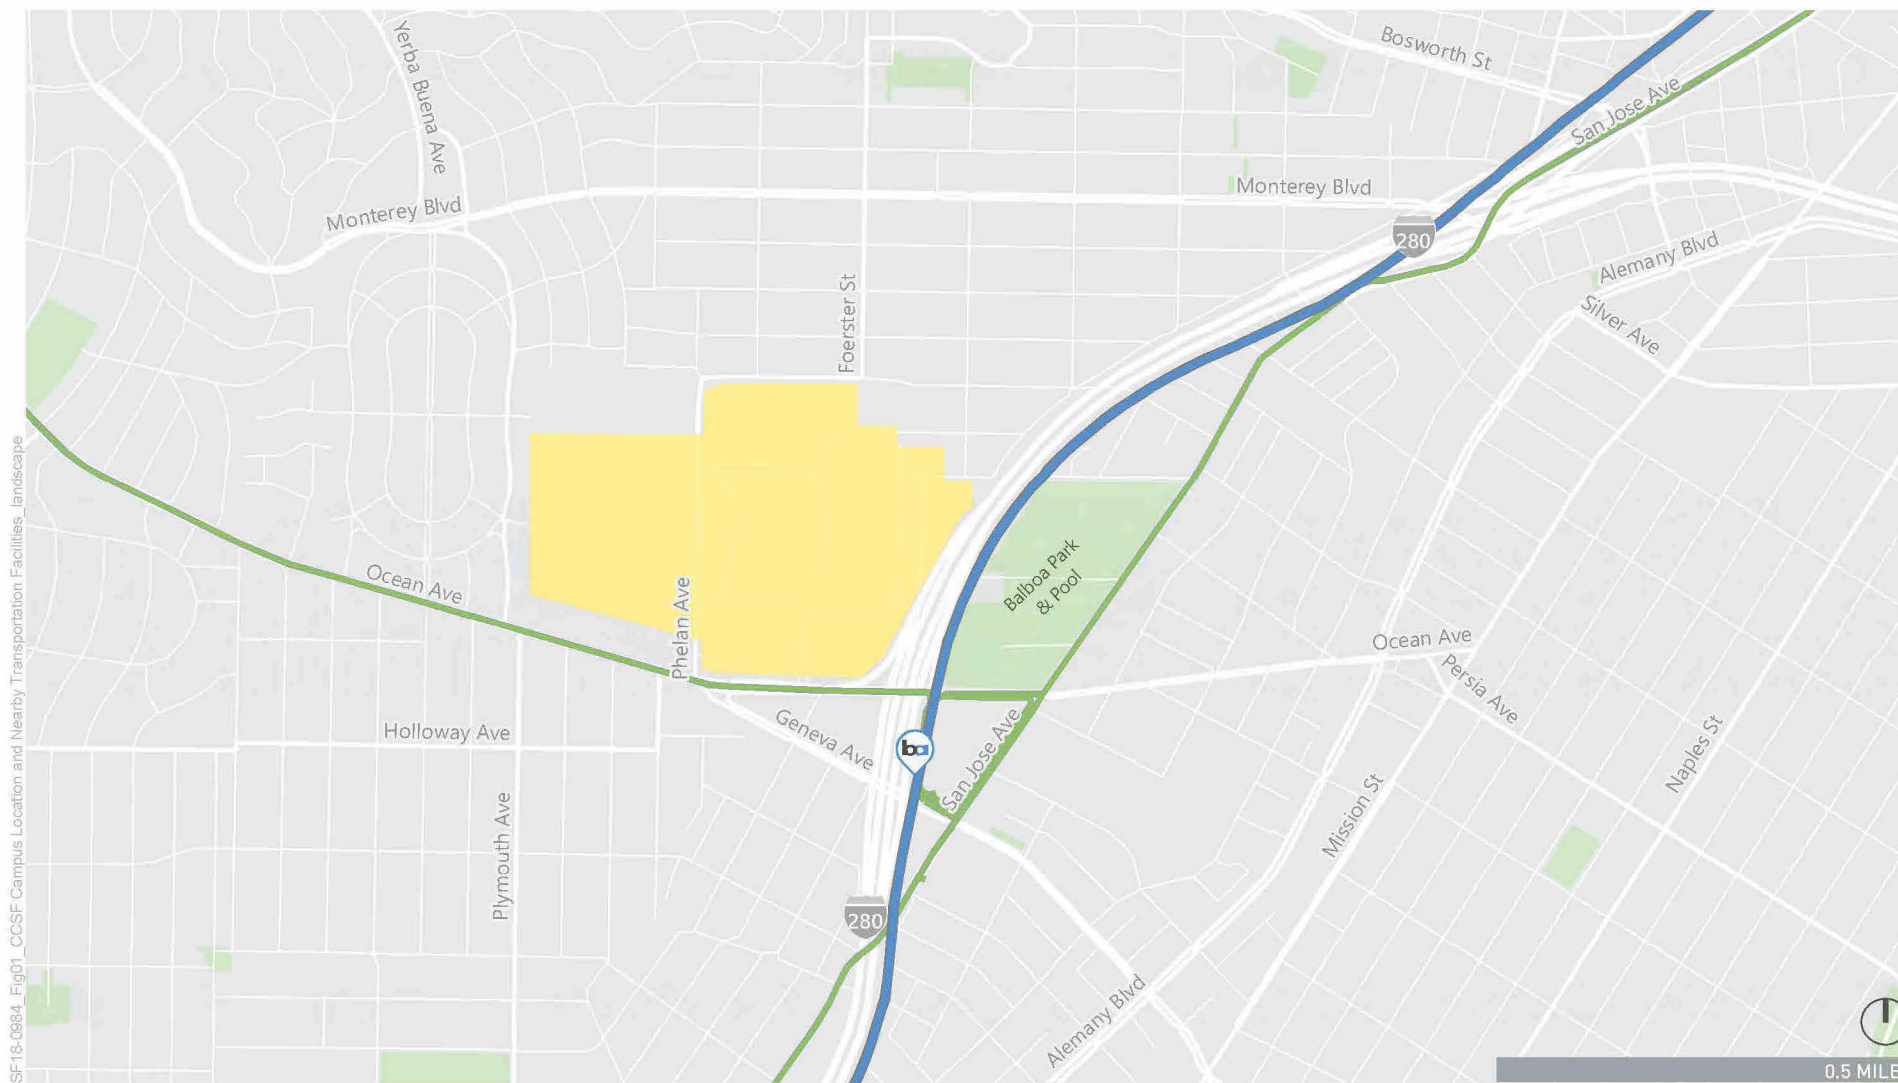 Bosworth St
Yerba Buena Ave
San Jose Ave
Monterey Blvd
Monterey Blvd
280
Alemany Blvd
Silver Ave
Foerster St
Balboa Park
& Pool
Ocean Ave
Phelan Ave
Ocean Ave
Persia Ave
Holloway Ave
Geneva Ave
San Jose Ave
ba
Naples St
Mission St
Plymouth Ave
280
Alemany Blvd
0.5 MILE
SF18-0984_Fig01_CCSF Campus Location and Nearby Transportation Facilities_landscape